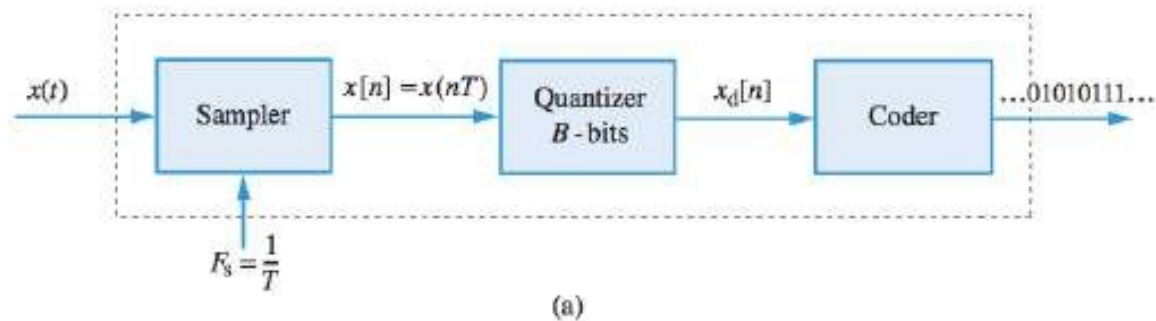 x(t)
Sampler
x[n] = x(nT)
Quantizer
B - bits
x_d[n]
Coder
...01010111...
F_s = 1/T
(a)